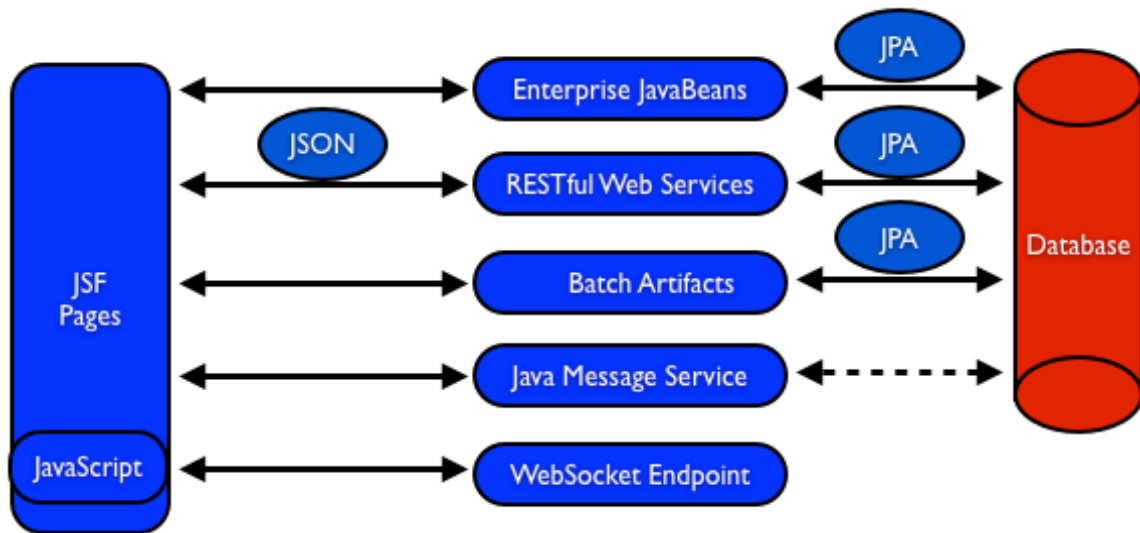 JPA
Enterprise JavaBeans
JSON
JPA
RESTful Web Services
JPA
Database
JSF
Pages
Batch Artifacts
Java Message Service
JavaScript
WebSocket Endpoint